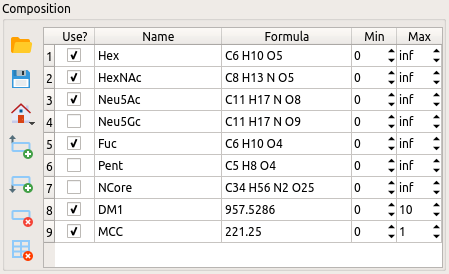 Composition
Use? Name Formula Min Max
1 Hex C6 H10 O5 0 inf
2 HexNAc C8 H13 N O5 0 inf
3 Neu5Ac C11 H17 N O8 0 inf
4 Neu5Gc C11 H17 N O9 0 inf
5 Fuc C6 H10 O4 0 inf
6 Pent C5 H8 O4 0 inf
7 NCore C34 H56 N2 O25 0 inf
8 DM1 957.5286 0 10
9 MCC 221.25 0 1